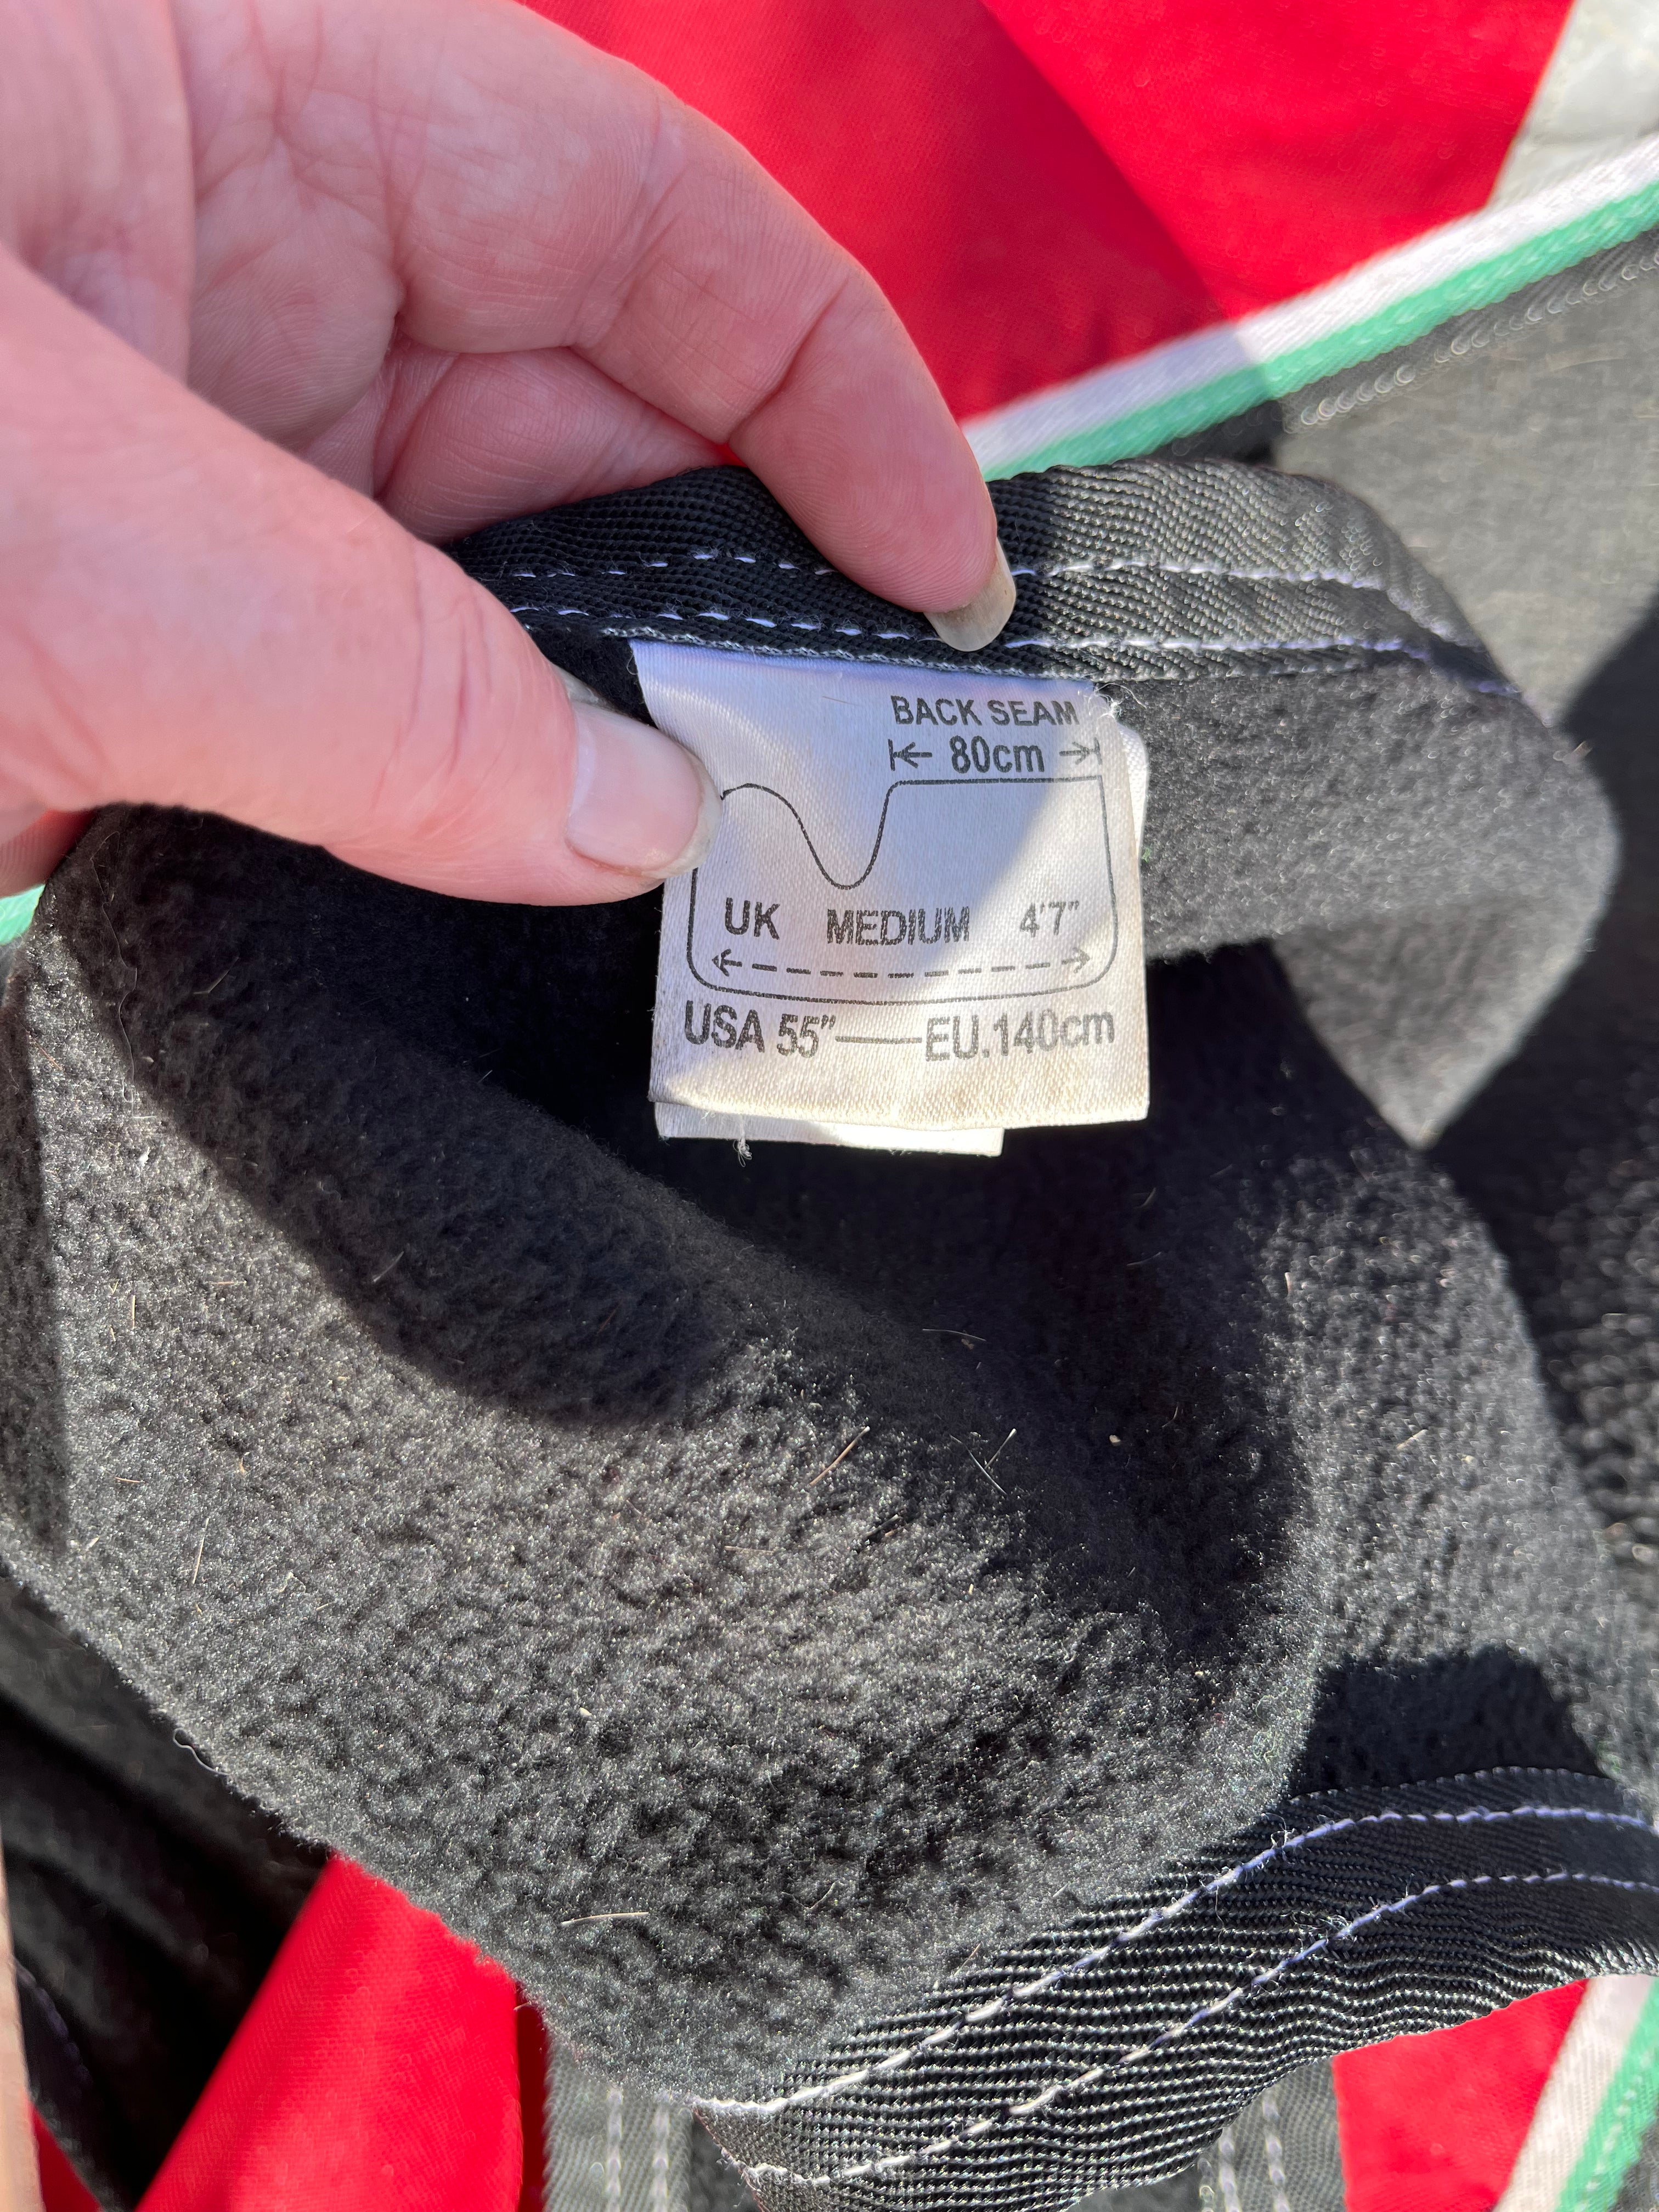 BACK SEAM
80cm
UK MEDIUM 4'7"
USA 55" EU.140cm